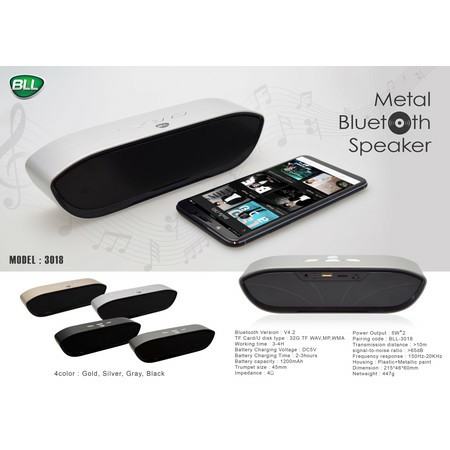 BLL
Metal
Bluetooth
Speaker
MODEL : 3018
4color : Gold, Silver, Gray, Black
Bluetooth Version : V4.2
TF Card/U disk type : 32G TF WAV,MP,WMA
Working time : 3-4H
Battery Charging Voltage : DC5V
Battery Charging Time : 2-3hours
Battery capacity : 1200mAh
Trumpet size : 45mm
Impedance : 4Ω
Power Output : 5W*2
Pairing code : BLL-3018
Transmission distance : >10m
signal-to-noise ratio : >65dB
Frequency response : 150Hz-20KHz
Housing : Plastic+Metallic paint
Dimension : 215*46*60mm
Netweight : 447g